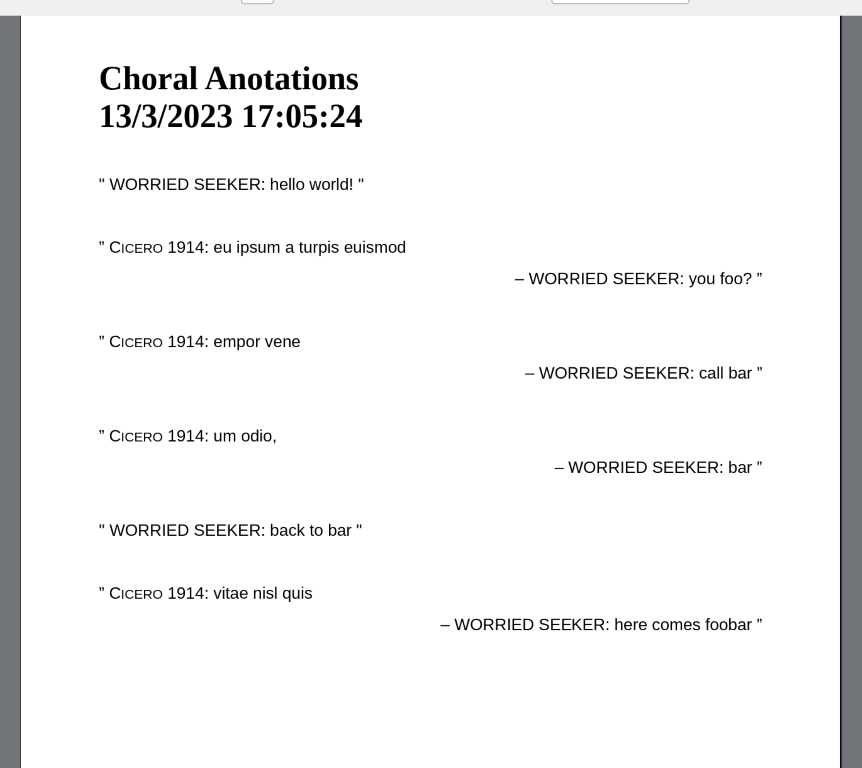 Choral Anotations
13/3/2023 17:05:24
" WORRIED SEEKER: hello world! "
” CICERO 1914: eu ipsum a turpis euismod
– WORRIED SEEKER: you foo? ”
” CICERO 1914: empor vene
– WORRIED SEEKER: call bar ”
” CICERO 1914: um odio,
– WORRIED SEEKER: bar ”
" WORRIED SEEKER: back to bar "
” CICERO 1914: vitae nisl quis
– WORRIED SEEKER: here comes foobar ”